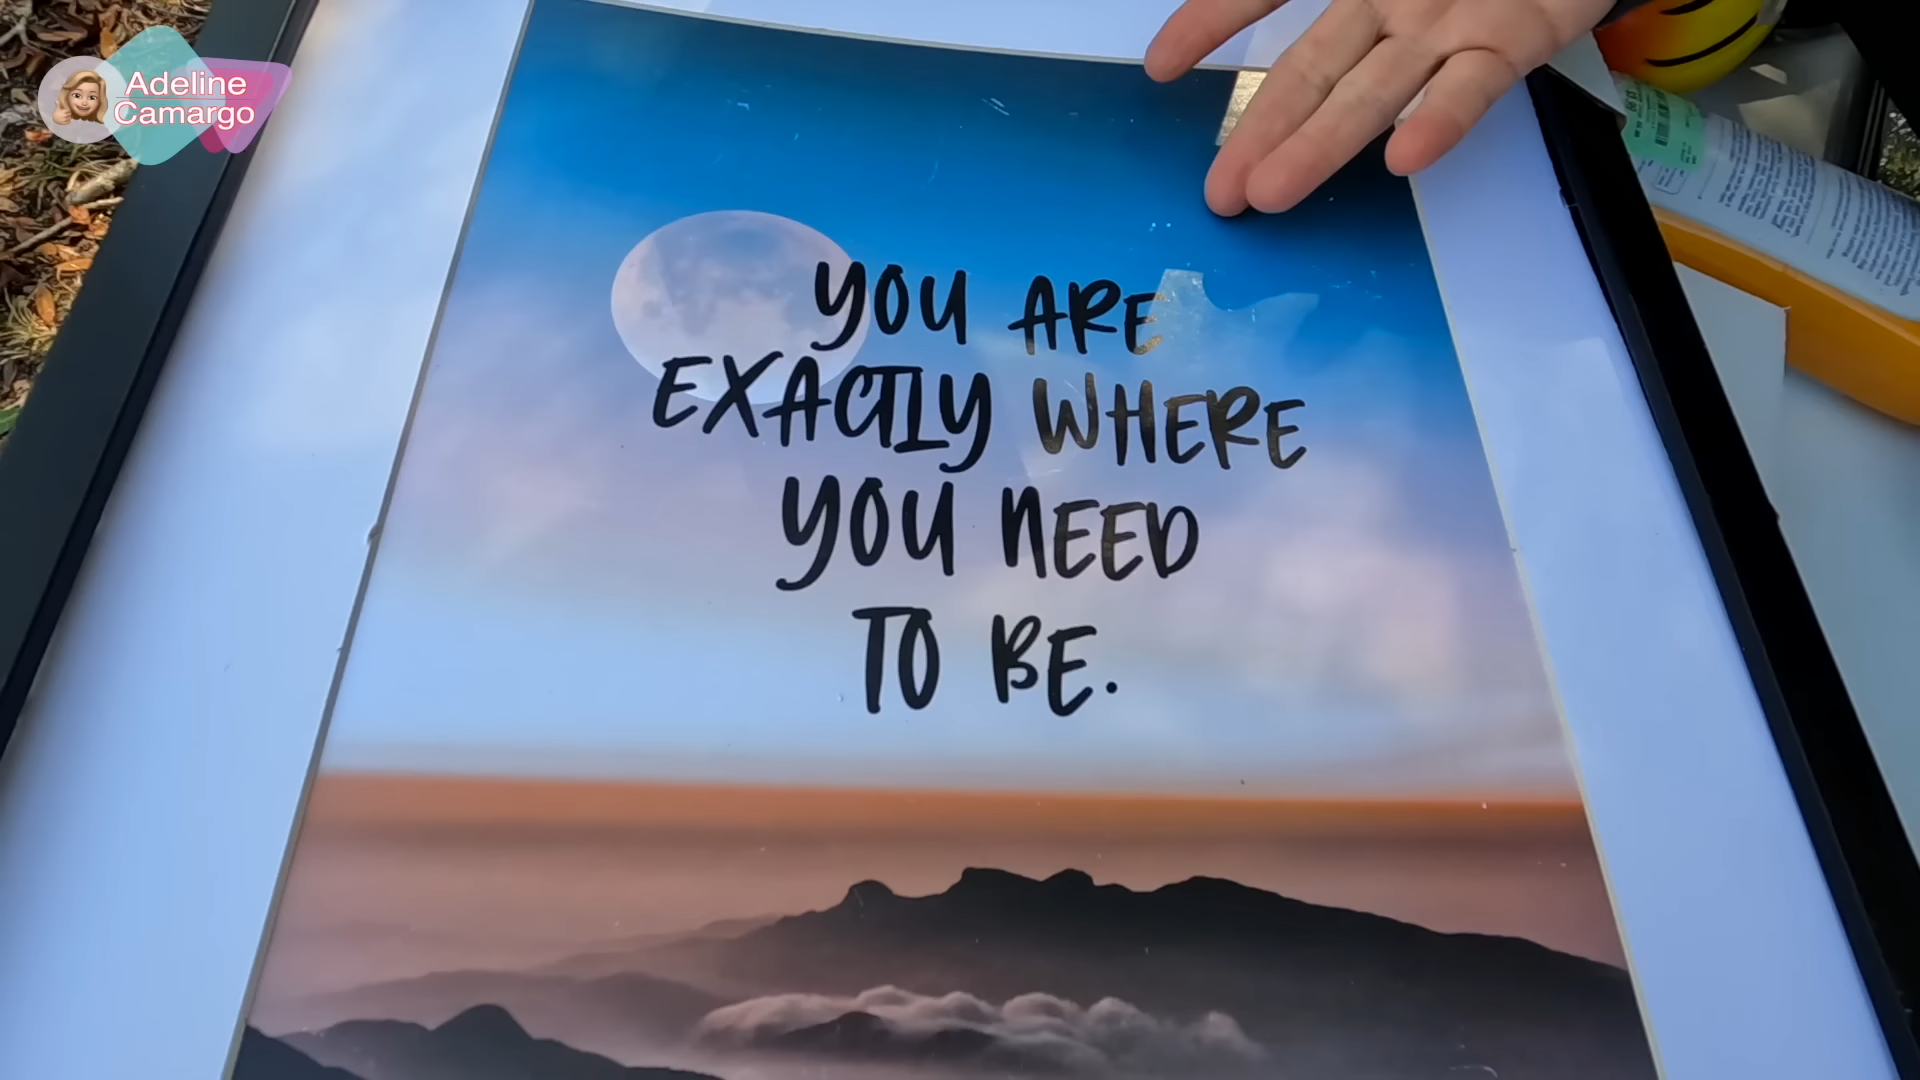 Adeline
Camargo
YOU ARE
EXACTLY WHERE
YOU NEED
TO BE.